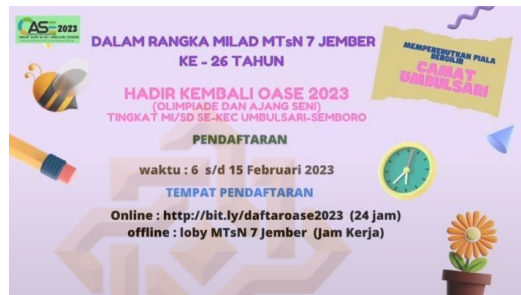 OASE 2023
DALAM RANGKA MILAD MTsN 7 JEMBER
KE - 26 TAHUN
MEMPEREBUTKAN PIALA
BERGILIR
CAMAT
UMBULSARI
HADIR KEMBALI OASE 2023
(OLIMPIADE DAN AJANG SENI)
TINGKAT MI/SD SE-KEC UMBULSARI-SEMBORO
PENDAFTARAN
waktu : 6 s/d 15 Februari 2023
TEMPAT PENDAFTARAN
Online : http://bit.ly/daftaroase2023 (24 jam)
offline : loby MTsN 7 Jember (Jam Kerja)